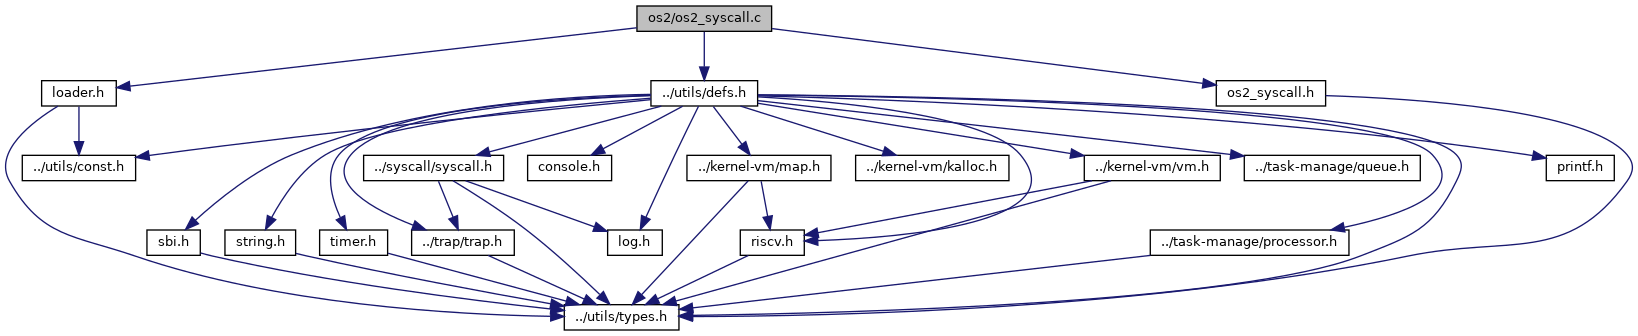 os2/os2_syscall.c
loader.h
../utils/defs.h
os2_syscall.h
../utils/const.h
../syscall/syscall.h
console.h
../kernel-vm/map.h
../kernel-vm/kalloc.h
../kernel-vm/vm.h
../task-manage/queue.h
printf.h
sbi.h
string.h
timer.h
../trap/trap.h
log.h
riscv.h
../task-manage/processor.h
../utils/types.h